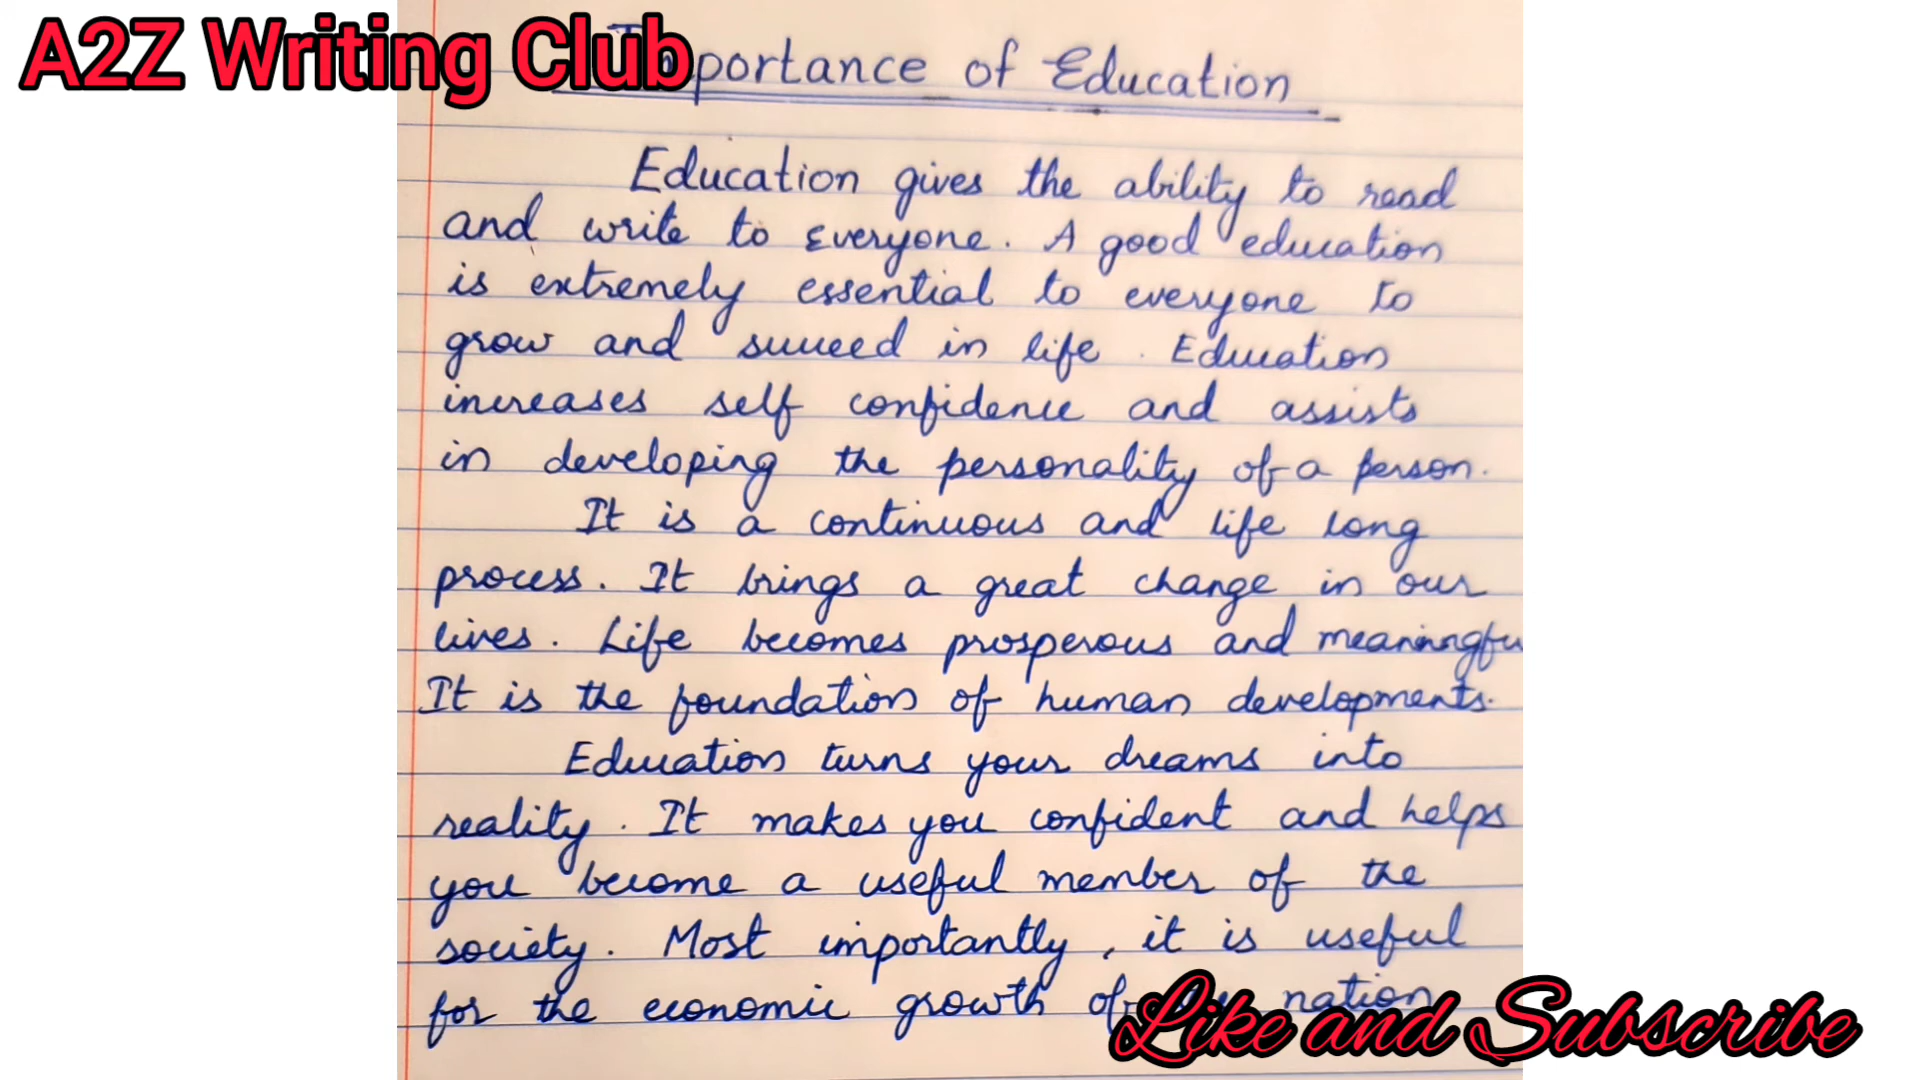 A2Z Writing Club
Importance of Education
Education gives the ability to read
and write to everyone. A good education
is extremely essential to everyone to
grow and succeed in life. Education
increases self confidence and assists
in developing the personality of a person.
It is a continuous and life long
process. It brings a great change in our
lives. Life becomes prosperous and meaningfu
It is the foundation of human developments.
Education turns your dreams into
reality. It makes you confident and helps
you become a useful member of the
society. Most importantly, it is useful
for the economic growth of nation
Like and Subscribe